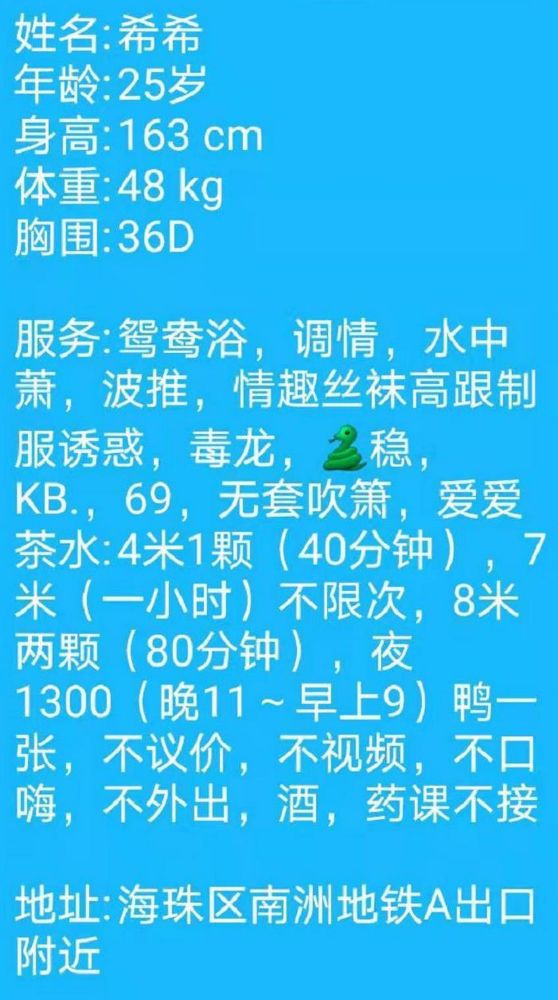 姓名:希希
年龄:25岁
身高:163 cm
体重:48 kg
胸围:36D
服务:鸳鸯浴，调情，水中
萧，波推，情趣丝袜高跟制
服诱惑，毒龙，🐍稳，
KB.，69，无套吹箫，爱爱
茶水:4米1颗（40分钟），7
米（一小时）不限次，8米
两颗（80分钟），夜
1300（晚11～早上9）鸭一
张，不议价，不视频，不口
嗨，不外出，酒，药课不接
地址:海珠区南洲地铁A出口
附近